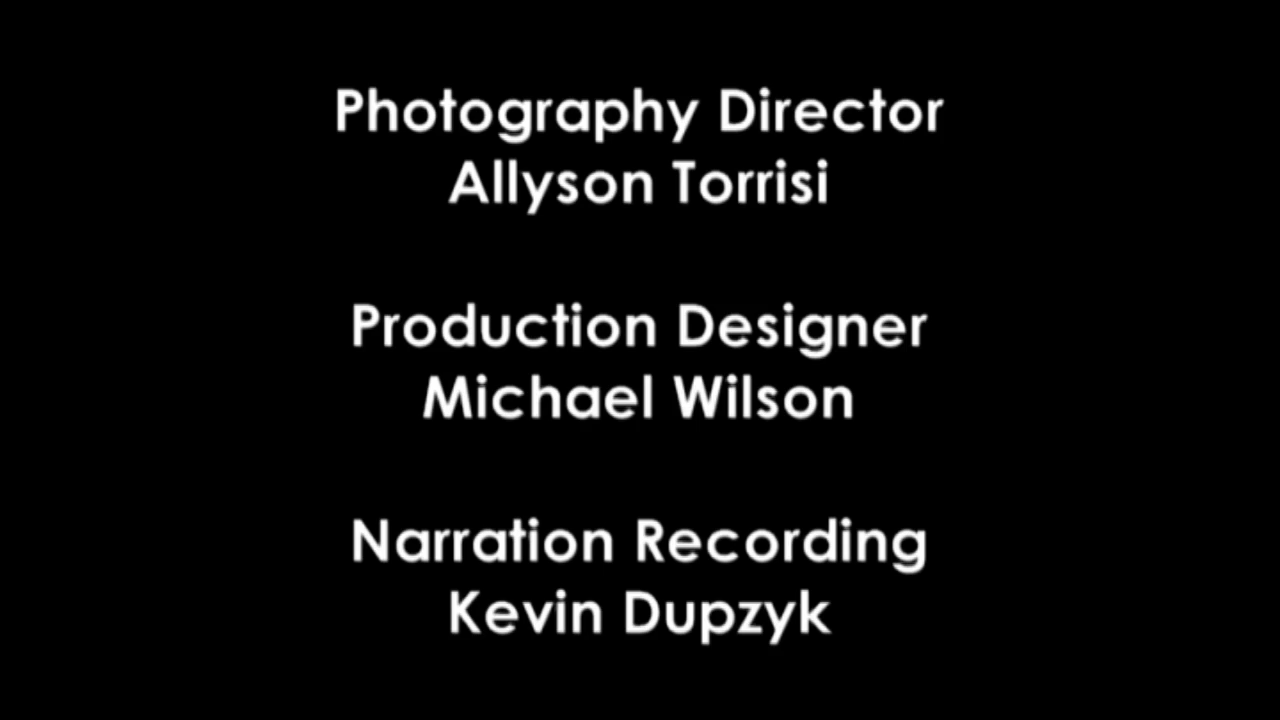 Photography Director
Allyson Torrisi
Production Designer
Michael Wilson
Narration Recording
Kevin Dupzyk